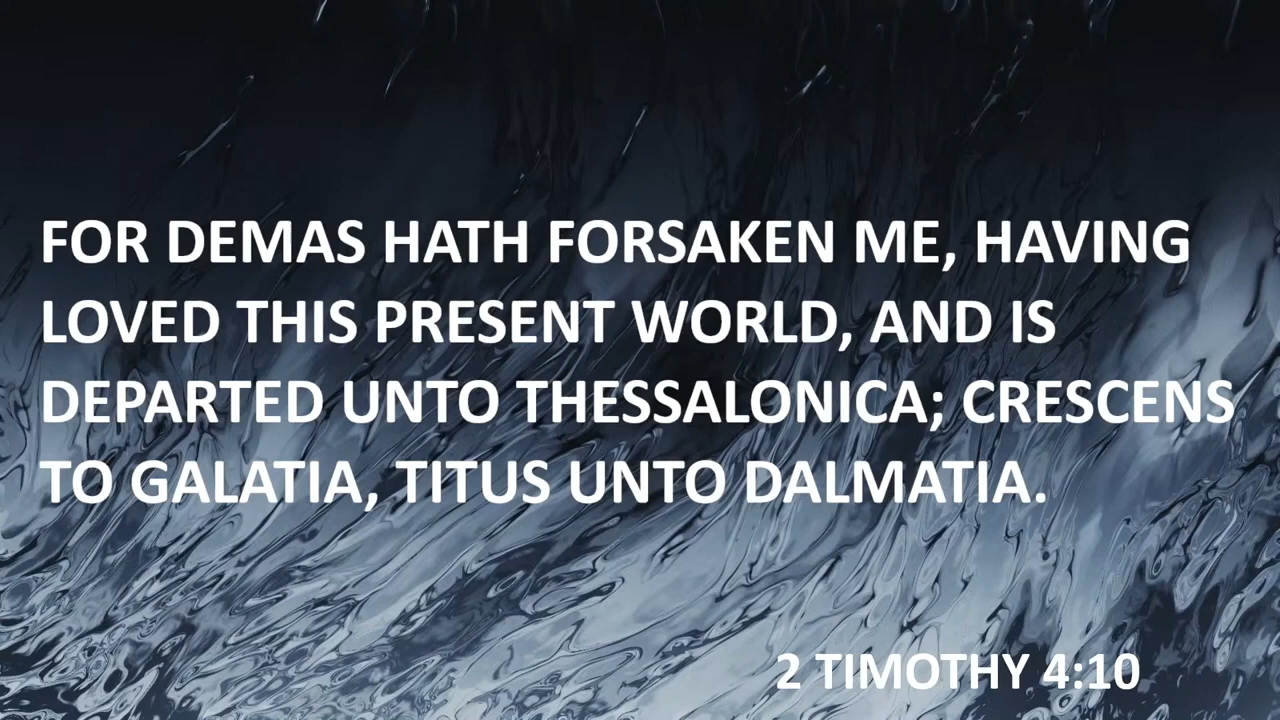 FOR DEMAS HATH FORSAKEN ME, HAVING
LOVED THIS PRESENT WORLD, AND IS
DEPARTED UNTO THESSALONICA; CRESCENS
TO GALATIA, TITUS UNTO DALMATIA.
2 TIMOTHY 4:10